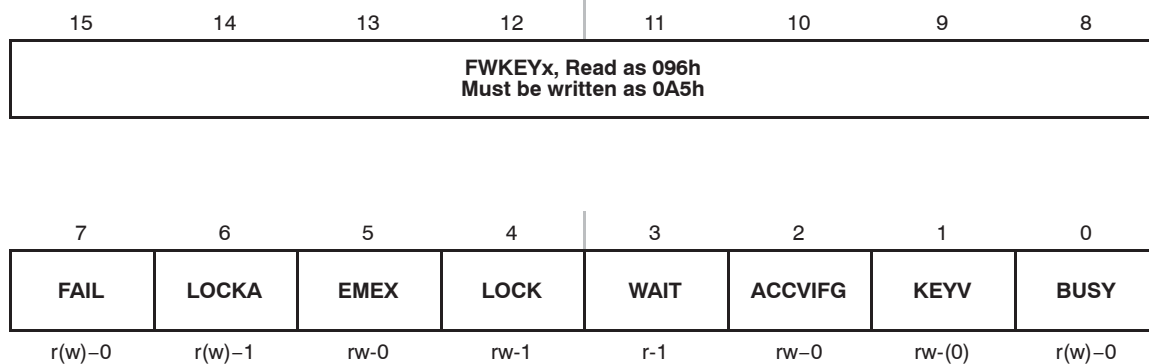 15 14 13 12 11 10 9 8
FWKEYx, Read as 096h
Must be written as 0A5h
7 6 5 4 3 2 1 0
FAIL LOCKA EMEX LOCK WAIT ACCVIFG KEYV BUSY
r(w)−0 r(w)−1 rw-0 rw-1 r-1 rw−0 rw-(0) r(w)−0